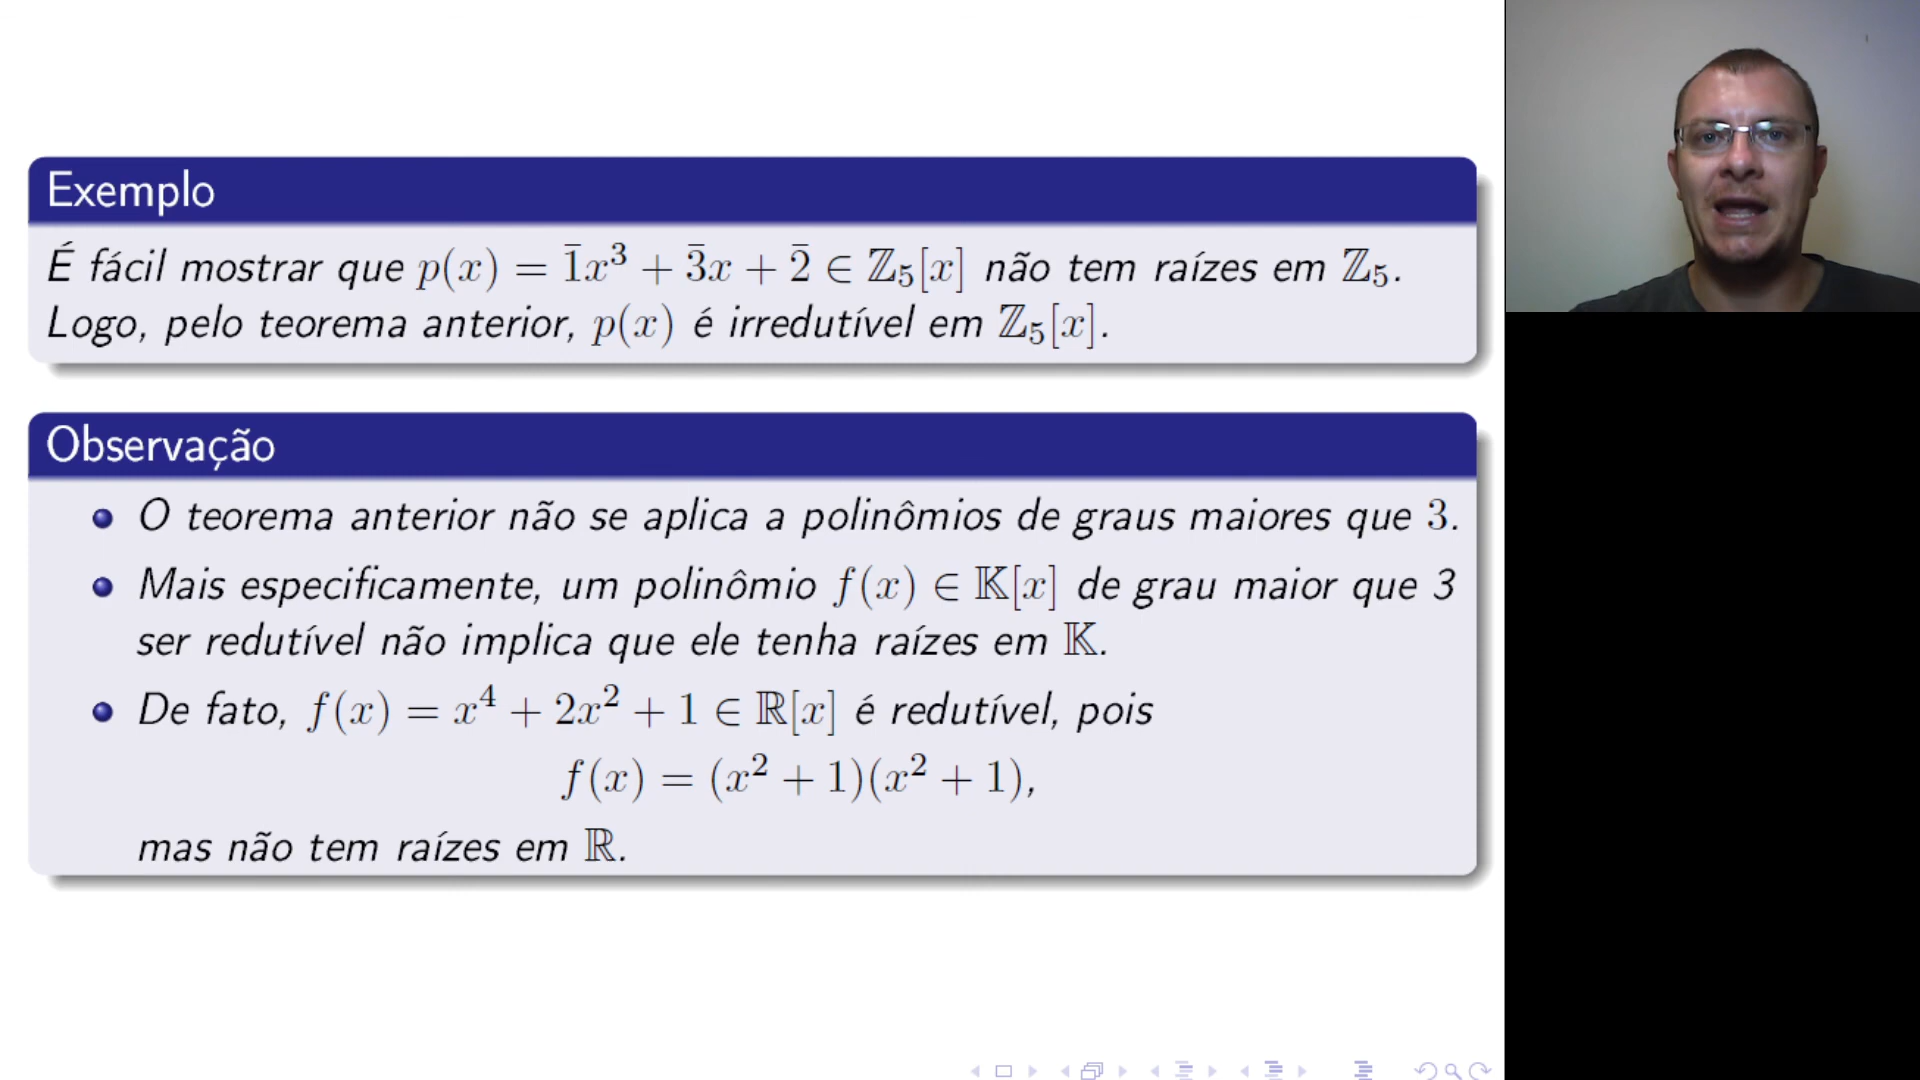 Exemplo
É fácil mostrar que p(x) = 1̄x³ + 3̄x + 2̄ ∈ ℤ₅[x] não tem raízes em ℤ₅.
Logo, pelo teorema anterior, p(x) é irredutível em ℤ₅[x].
Observação
O teorema anterior não se aplica a polinômios de graus maiores que 3.
Mais especificamente, um polinômio f(x) ∈ 𝕂[x] de grau maior que 3
ser redutível não implica que ele tenha raízes em 𝕂.
De fato, f(x) = x⁴ + 2x² + 1 ∈ ℝ[x] é redutível, pois
f(x) = (x² + 1)(x² + 1),
mas não tem raízes em ℝ.